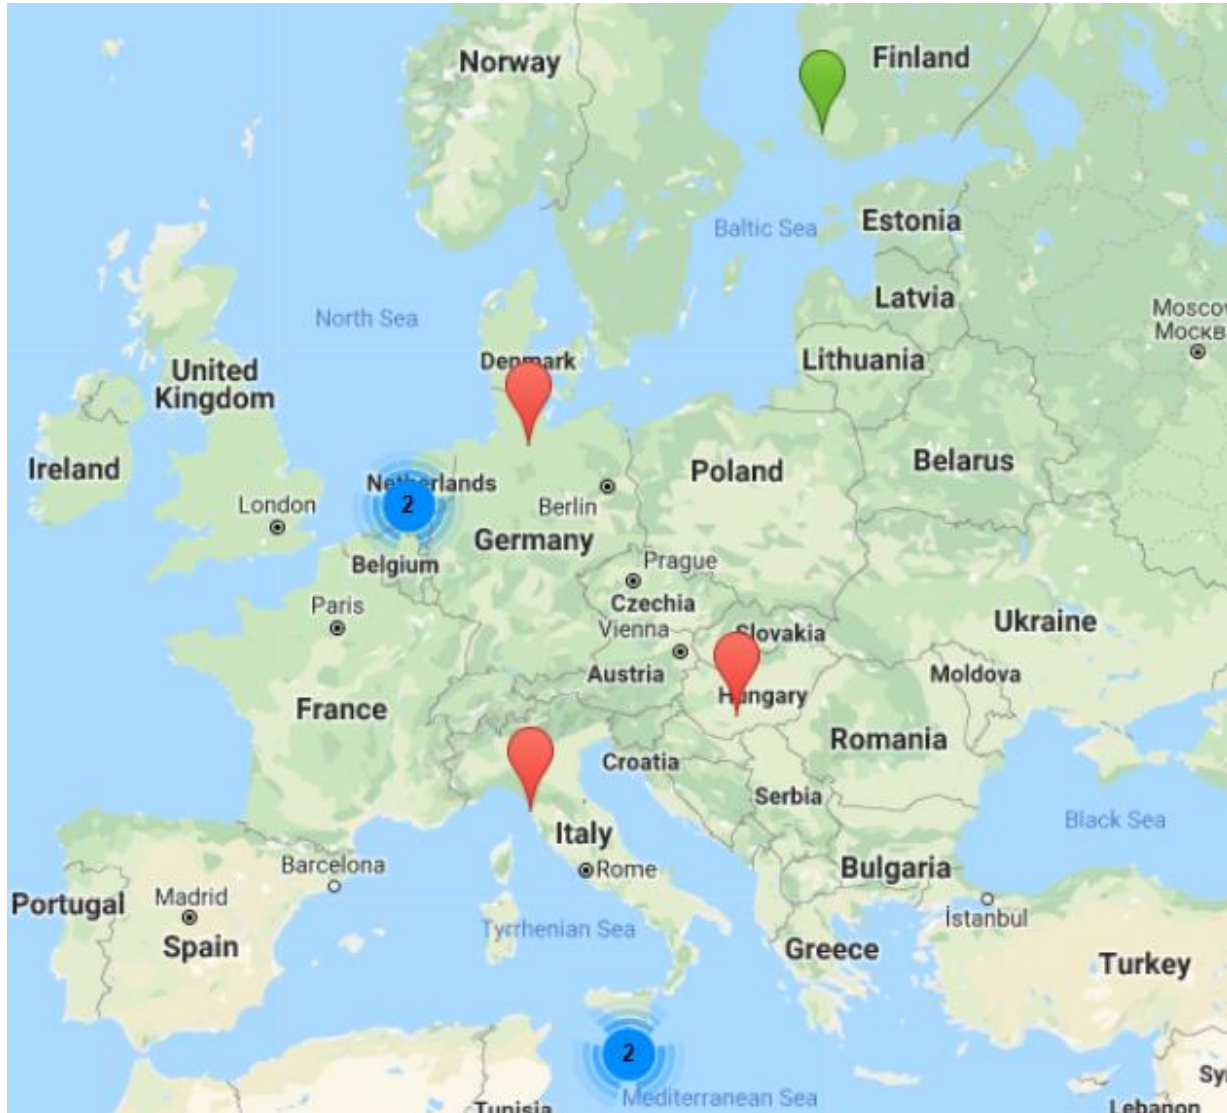 Norway
Finland
Baltic Sea
Estonia
Latvia
North Sea
Moscow
Москв
Denmark
Lithuania
United
Kingdom
Ireland
Netherlands
2
Poland
Belarus
London
Berlin
Germany
Belgium
Prague
Czechia
Paris
Vienna
Slovakia
Ukraine
Austria
Moldova
Hungary
France
Romania
Croatia
Serbia
Black Sea
Italy
Barcelona
Rome
Bulgaria
Portugal
Madrid
İstanbul
Tyrrhenian Sea
Spain
Greece
Turkey
2
Sy
Mediterranean Sea
Tunisia
Lebanon